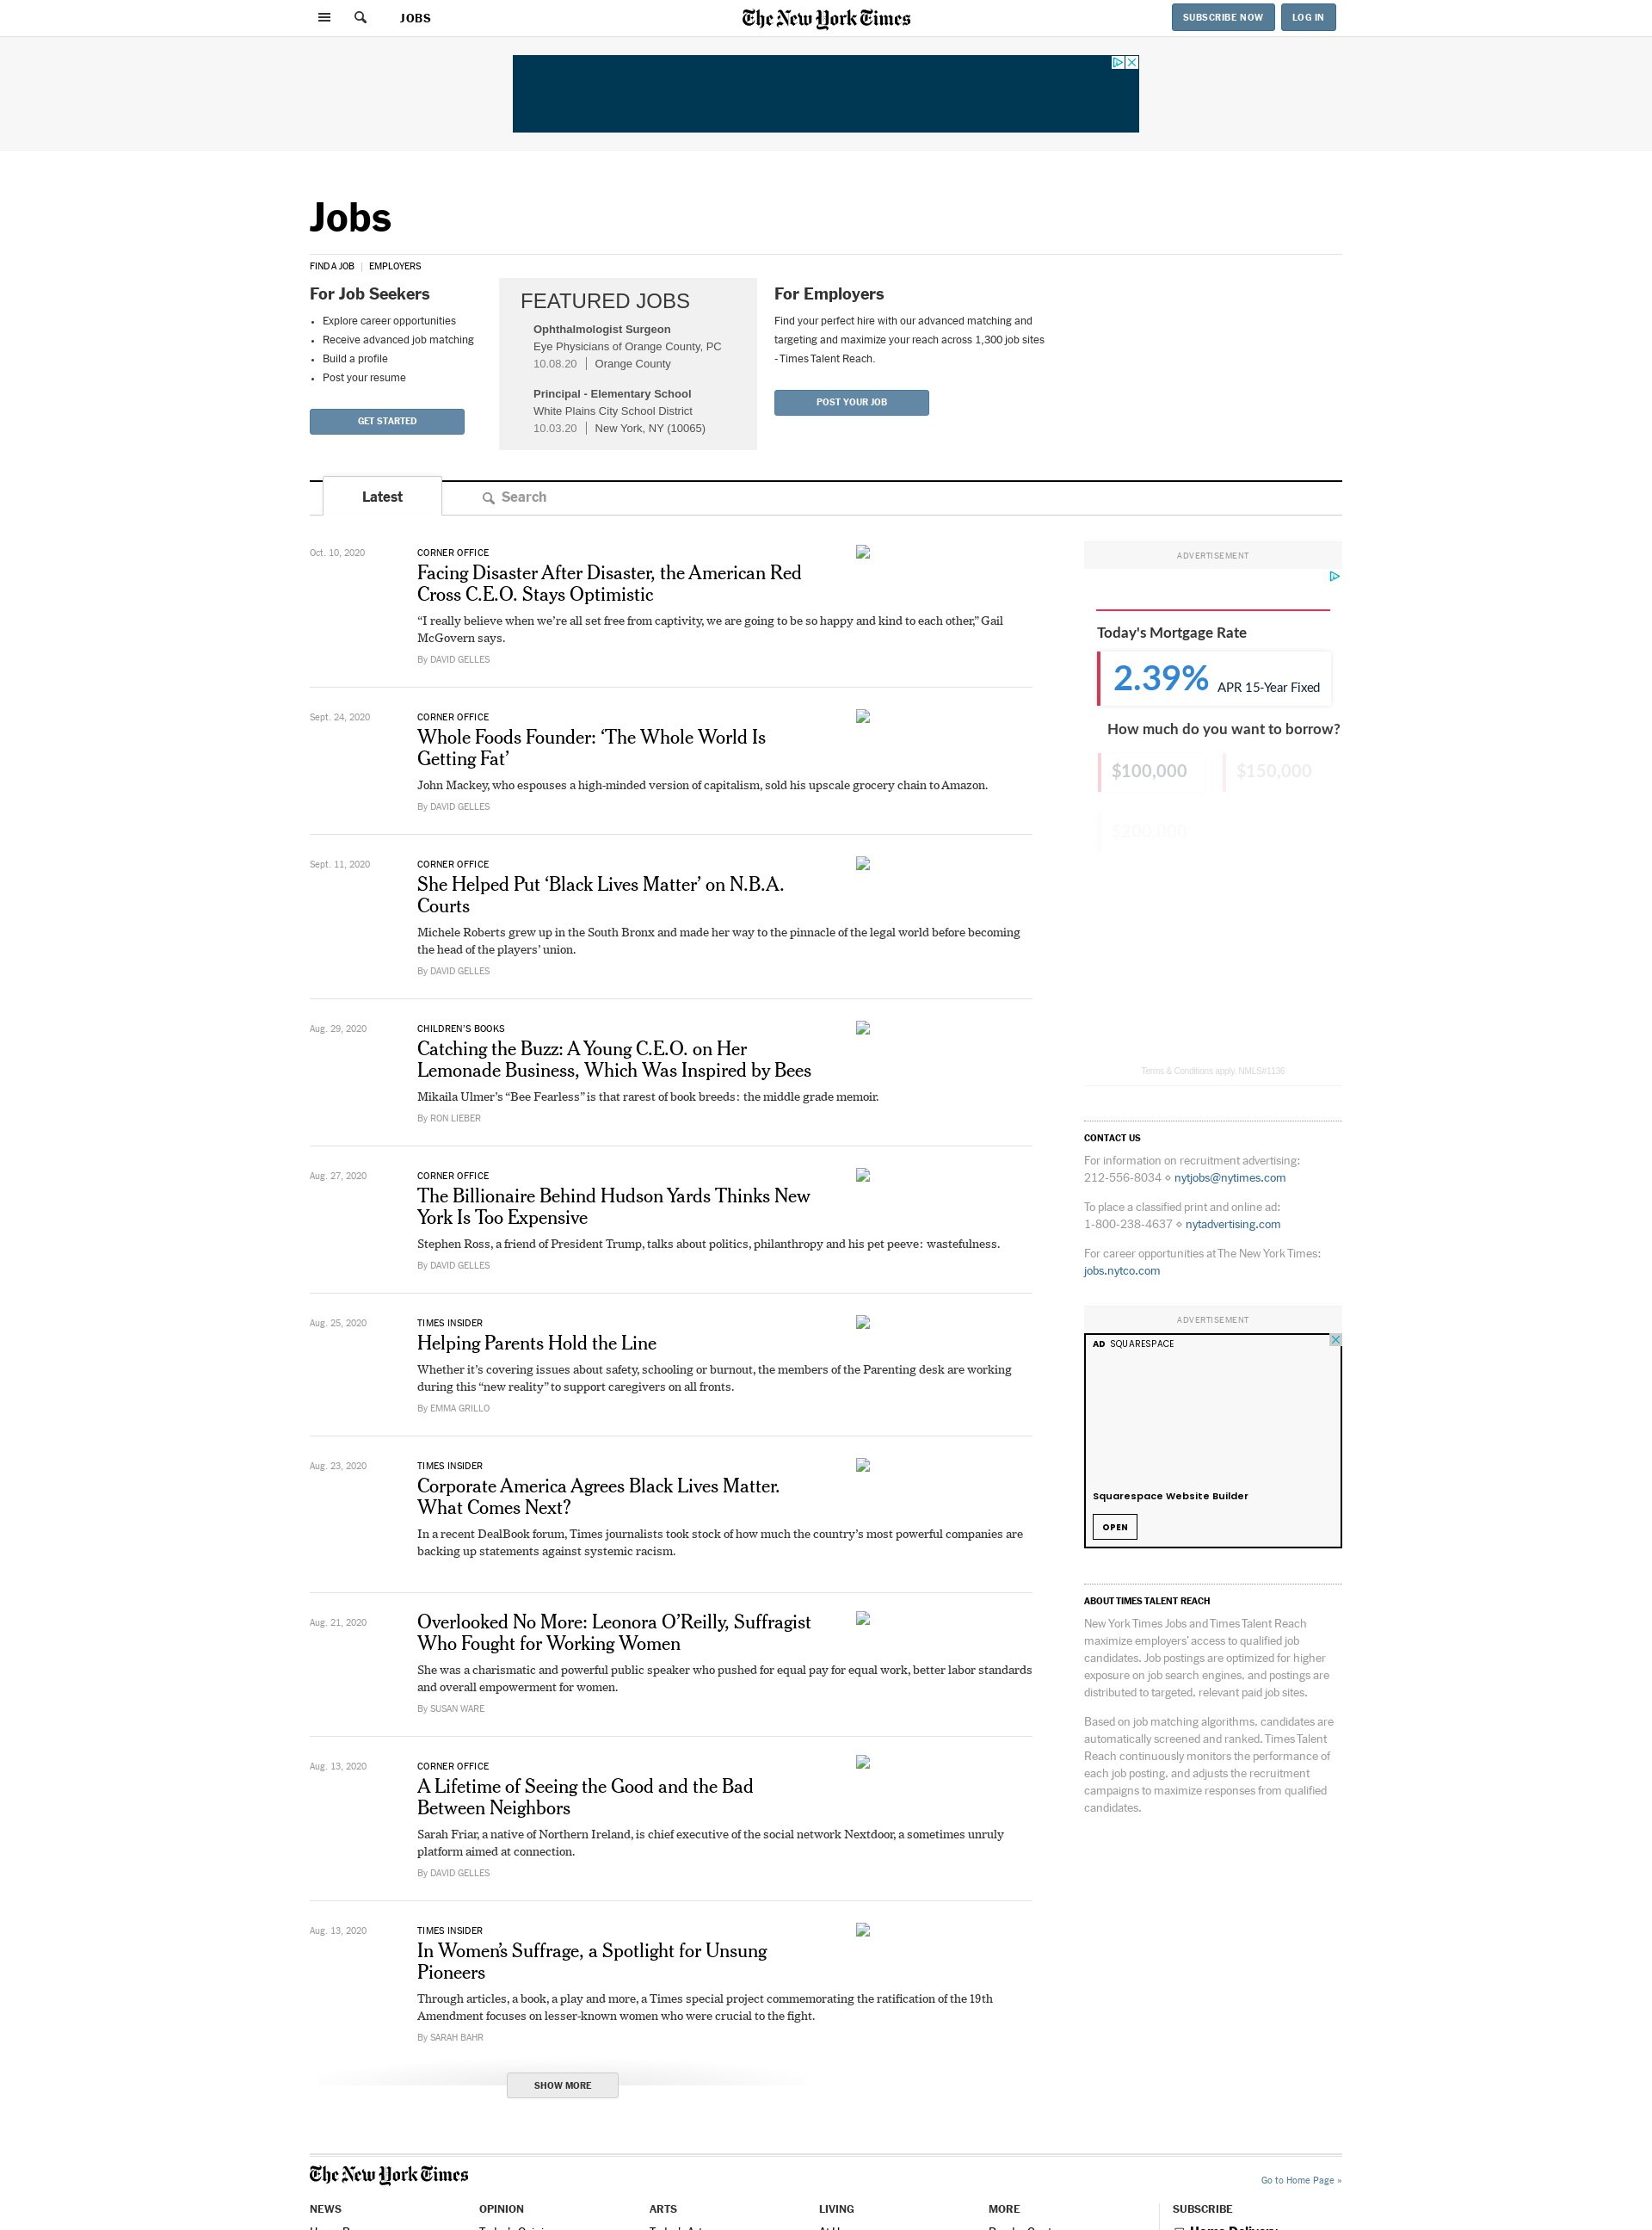 JOBS
The New York Times
SUBSCRIBE NOW
LOG IN
Jobs
FIND A JOB
EMPLOYERS
For Job Seekers
Explore career opportunities
Receive advanced job matching
Build a profile
Post your resume
GET STARTED
FEATURED JOBS
Ophthalmologist Surgeon
Eye Physicians of Orange County, PC
10.08.20 Orange County
Principal - Elementary School
White Plains City School District
10.03.20 New York, NY (10065)
For Employers
Find your perfect hire with our advanced matching and
targeting and maximize your reach across 1,300 job sites
- Times Talent Reach.
POST YOUR JOB
Latest
Search
Oct. 10, 2020
CORNER OFFICE
Facing Disaster After Disaster, the American Red
Cross C.E.O. Stays Optimistic
“I really believe when we’re all set free from captivity, we are going to be so happy and kind to each other,” Gail
McGovern says.
By DAVID GELLES
Sept. 24, 2020
CORNER OFFICE
Whole Foods Founder: ‘The Whole World Is
Getting Fat’
John Mackey, who espouses a high-minded version of capitalism, sold his upscale grocery chain to Amazon.
By DAVID GELLES
Sept. 11, 2020
CORNER OFFICE
She Helped Put ‘Black Lives Matter’ on N.B.A.
Courts
Michele Roberts grew up in the South Bronx and made her way to the pinnacle of the legal world before becoming
the head of the players’ union.
By DAVID GELLES
Aug. 29, 2020
CHILDREN’S BOOKS
Catching the Buzz: A Young C.E.O. on Her
Lemonade Business, Which Was Inspired by Bees
Mikaila Ulmer’s “Bee Fearless” is that rarest of book breeds: the middle grade memoir.
By RON LIEBER
Aug. 27, 2020
CORNER OFFICE
The Billionaire Behind Hudson Yards Thinks New
York Is Too Expensive
Stephen Ross, a friend of President Trump, talks about politics, philanthropy and his pet peeve: wastefulness.
By DAVID GELLES
Aug. 25, 2020
TIMES INSIDER
Helping Parents Hold the Line
Whether it’s covering issues about safety, schooling or burnout, the members of the Parenting desk are working
during this “new reality” to support caregivers on all fronts.
By EMMA GRILLO
Aug. 23, 2020
TIMES INSIDER
Corporate America Agrees Black Lives Matter.
What Comes Next?
In a recent DealBook forum, Times journalists took stock of how much the country’s most powerful companies are
backing up statements against systemic racism.
Aug. 21, 2020
Overlooked No More: Leonora O’Reilly, Suffragist
Who Fought for Working Women
She was a charismatic and powerful public speaker who pushed for equal pay for equal work, better labor standards
and overall empowerment for women.
By SUSAN WARE
Aug. 13, 2020
CORNER OFFICE
A Lifetime of Seeing the Good and the Bad
Between Neighbors
Sarah Friar, a native of Northern Ireland, is chief executive of the social network Nextdoor, a sometimes unruly
platform aimed at connection.
By DAVID GELLES
Aug. 13, 2020
TIMES INSIDER
In Women’s Suffrage, a Spotlight for Unsung
Pioneers
Through articles, a book, a play and more, a Times special project commemorating the ratification of the 19th
Amendment focuses on lesser-known women who were crucial to the fight.
By SARAH BAHR
SHOW MORE
ADVERTISEMENT
Today's Mortgage Rate
2.39% APR 15-Year Fixed
How much do you want to borrow?
$100,000 $150,000
$200,000
Terms & Conditions apply. NMLS#1136
CONTACT US
For information on recruitment advertising:
212-556-8034 ⋄ nytjobs@nytimes.com
To place a classified print and online ad:
1-800-238-4637 ⋄ nytadvertising.com
For career opportunities at The New York Times:
jobs.nytco.com
ADVERTISEMENT
AD SQUARESPACE
Squarespace Website Builder
OPEN
ABOUT TIMES TALENT REACH
New York Times Jobs and Times Talent Reach
maximize employers’ access to qualified job
candidates. Job postings are optimized for higher
exposure on job search engines, and postings are
distributed to targeted, relevant paid job sites.
Based on job matching algorithms, candidates are
automatically screened and ranked. Times Talent
Reach continuously monitors the performance of
each job posting, and adjusts the recruitment
campaigns to maximize responses from qualified
candidates.
The New York Times
Go to Home Page »
NEWS
OPINION
ARTS
LIVING
MORE
SUBSCRIBE
Home Delivery